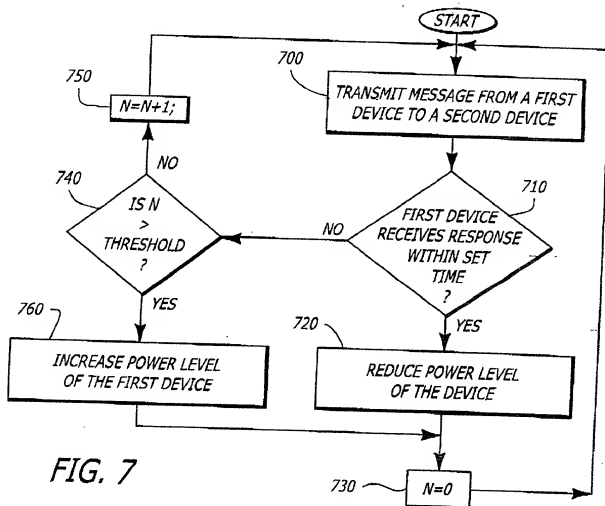 START
700
TRANSMIT MESSAGE FROM A FIRST
DEVICE TO A SECOND DEVICE
750
N=N+1;
NO
740
IS N
>
THRESHOLD
?
NO
710
FIRST DEVICE
RECEIVES RESPONSE
WITHIN SET
TIME
?
YES
YES
760
INCREASE POWER LEVEL
OF THE FIRST DEVICE
720
REDUCE POWER LEVEL
OF THE DEVICE
730
N=0
FIG. 7